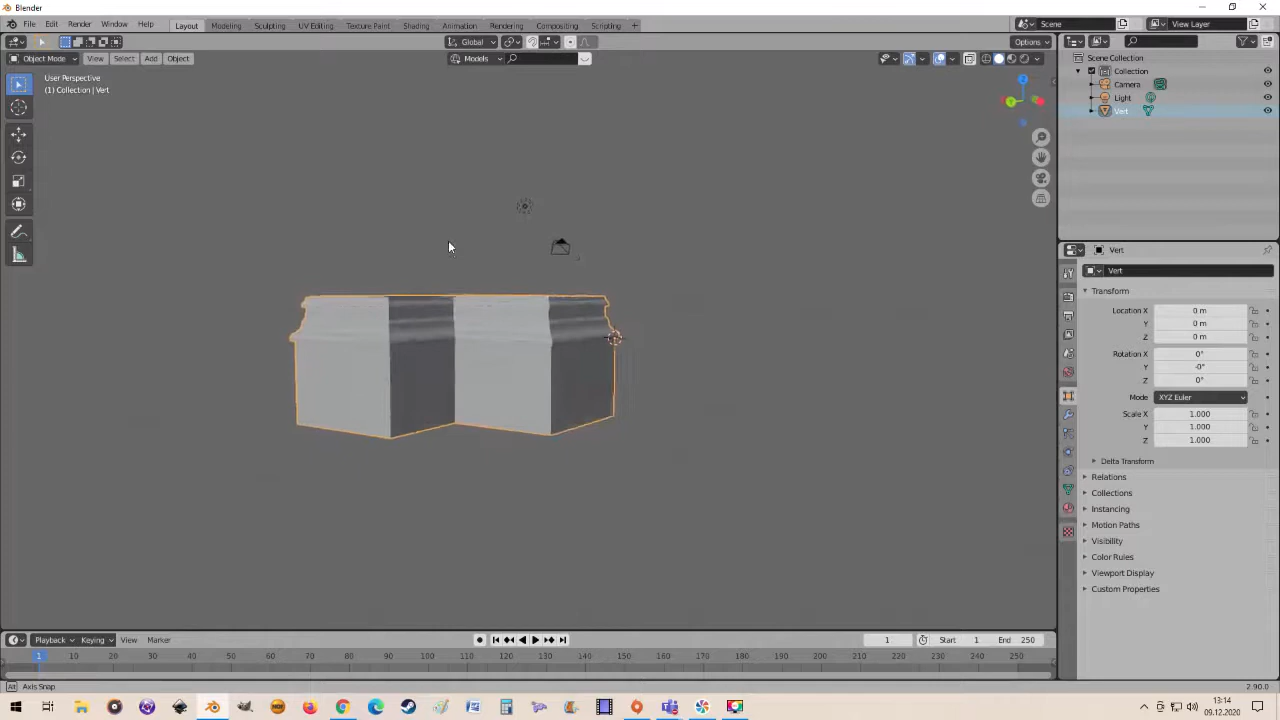 Blender
File Edit Render Window Help Layout Modeling Sculpting UV Editing Texture Paint Shading Animation Rendering Compositing Scripting + Scene View Layer
Global Options
Object Mode View Select Add Object Models
User Perspective
(1) Collection | Vert
Z
Y
Scene Collection
Collection
Camera
Light
Vert
Vert
Vert
Transform
Location X 0 m
Y 0 m
Z 0 m
Rotation X 0°
Y -0°
Z 0°
Mode XYZ Euler
Scale X 1.000
Y 1.000
Z 1.000
Delta Transform
Relations
Collections
Instancing
Motion Paths
Visibility
Color Rules
Viewport Display
Custom Properties
Playback Keying View Marker 1 Start 1 End 250
1 10 20 30 40 50 60 70 80 90 100 110 120 130 140 150 160 170 180 190 200 210 220 230 240 250
Alt Axis Snap 2.90.0
13:14
09.12.2020